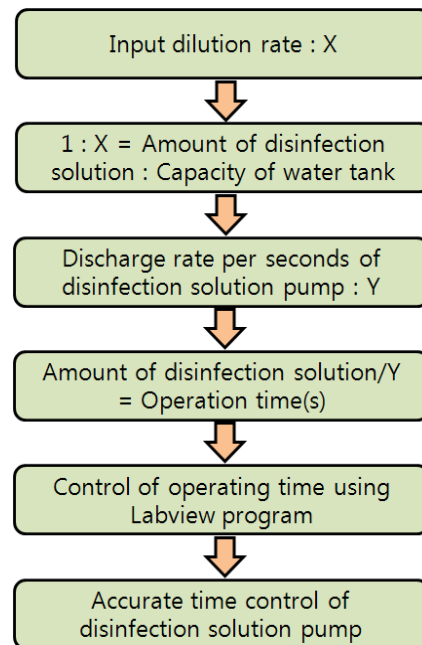 Input dilution rate : X
1 : X = Amount of disinfection
solution : Capacity of water tank
Discharge rate per seconds of
disinfection solution pump : Y
Amount of disinfection solution/Y
= Operation time(s)
Control of operating time using
Labview program
Accurate time control of
disinfection solution pump